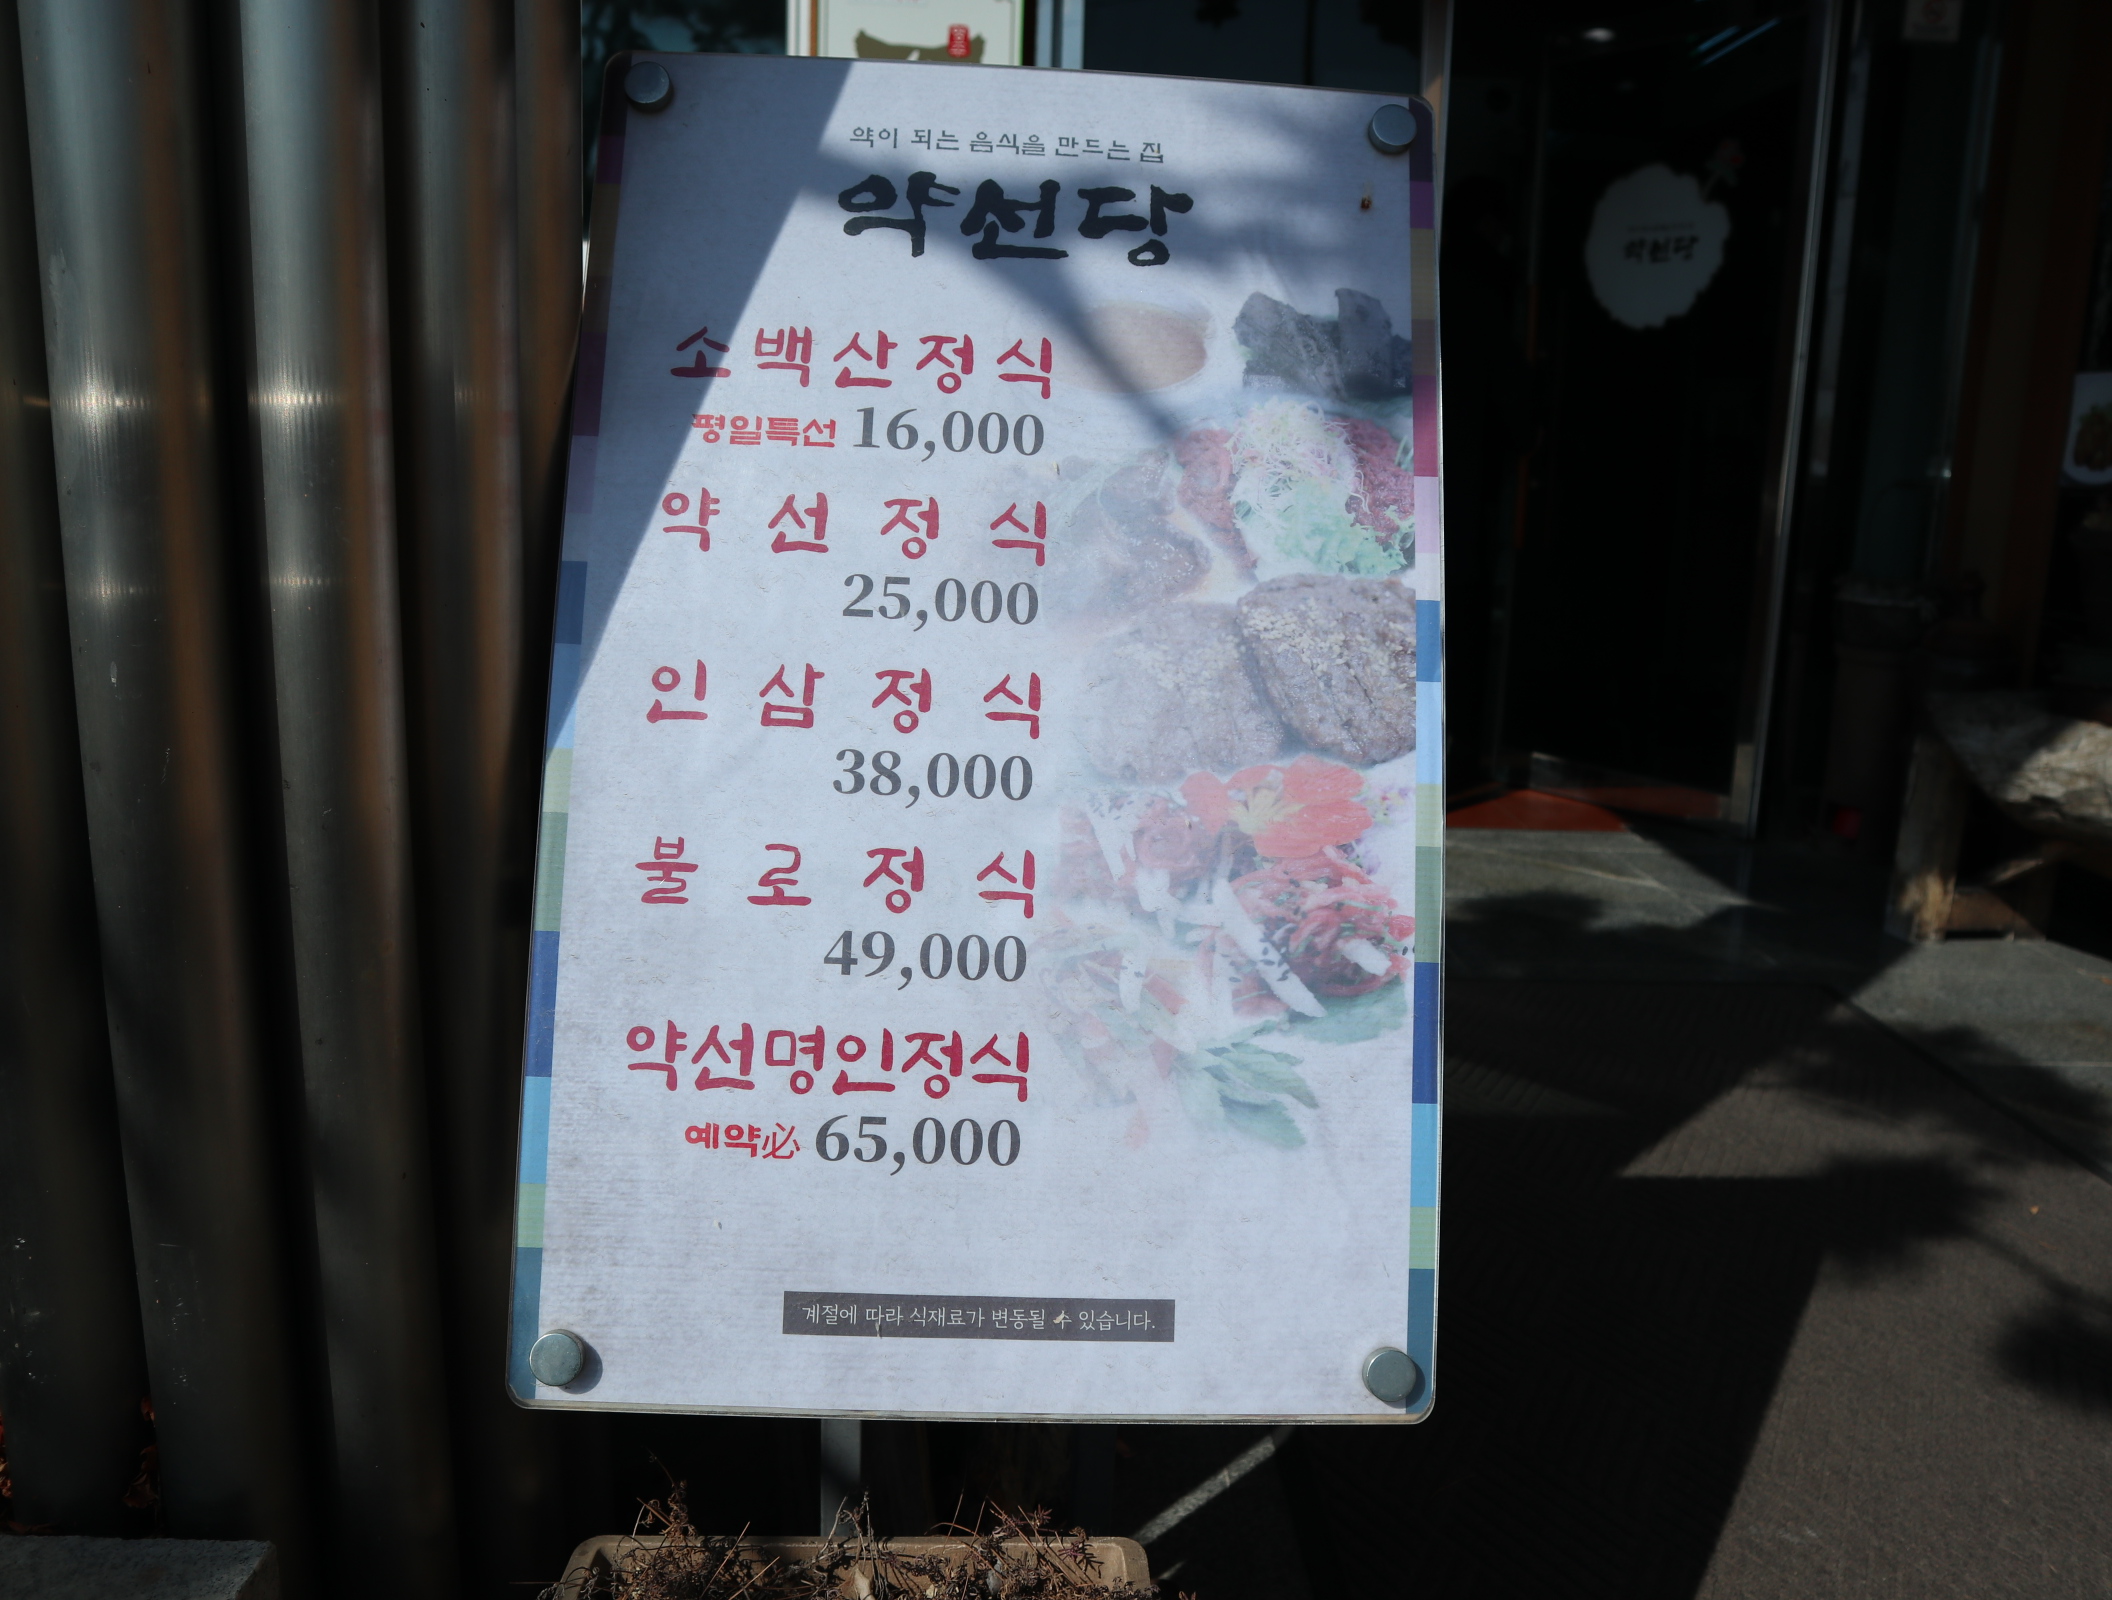 약이 되는 음식을 만드는 집
약선당
소백산정식
평일특선 16,000
약선정식
25,000
인삼정식
38,000
불로정식
49,000
약선명인정식
예약必 65,000
계절에 따라 식재료가 변동될 수 있습니다.
약선당